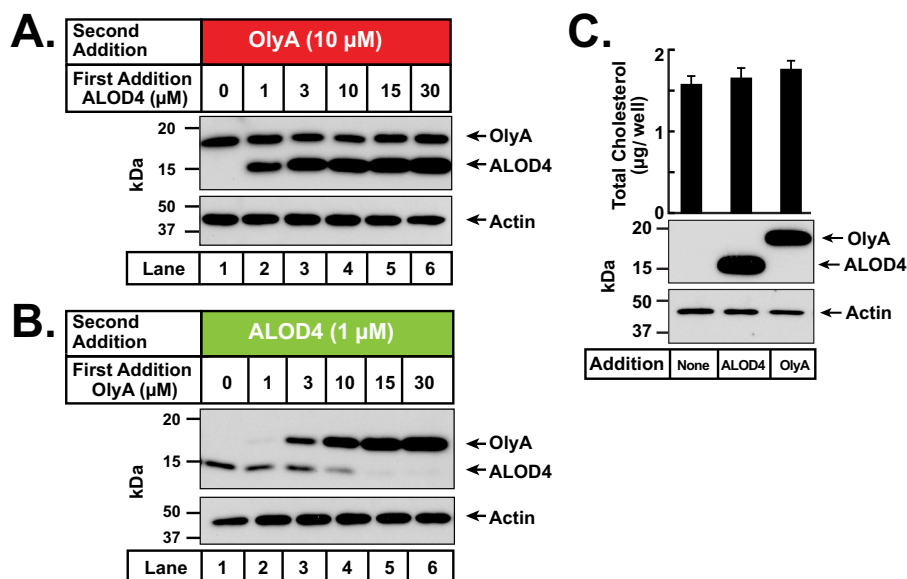 A.
Second
Addition
OlyA (10 µM)
First Addition
ALOD4 (µM)
0 1 3 10 15 30
20
15
kDa
OlyA
ALOD4
50
37
Actin
Lane 1 2 3 4 5 6
B.
Second
Addition
ALOD4 (1 µM)
First Addition
OlyA (µM)
0 1 3 10 15 30
20
15
kDa
OlyA
ALOD4
50
37
Actin
Lane 1 2 3 4 5 6
C.
Total Cholesterol
(µg/ well)
2
1
0
20
15
kDa
OlyA
ALOD4
50
37
Actin
Addition None ALOD4 OlyA